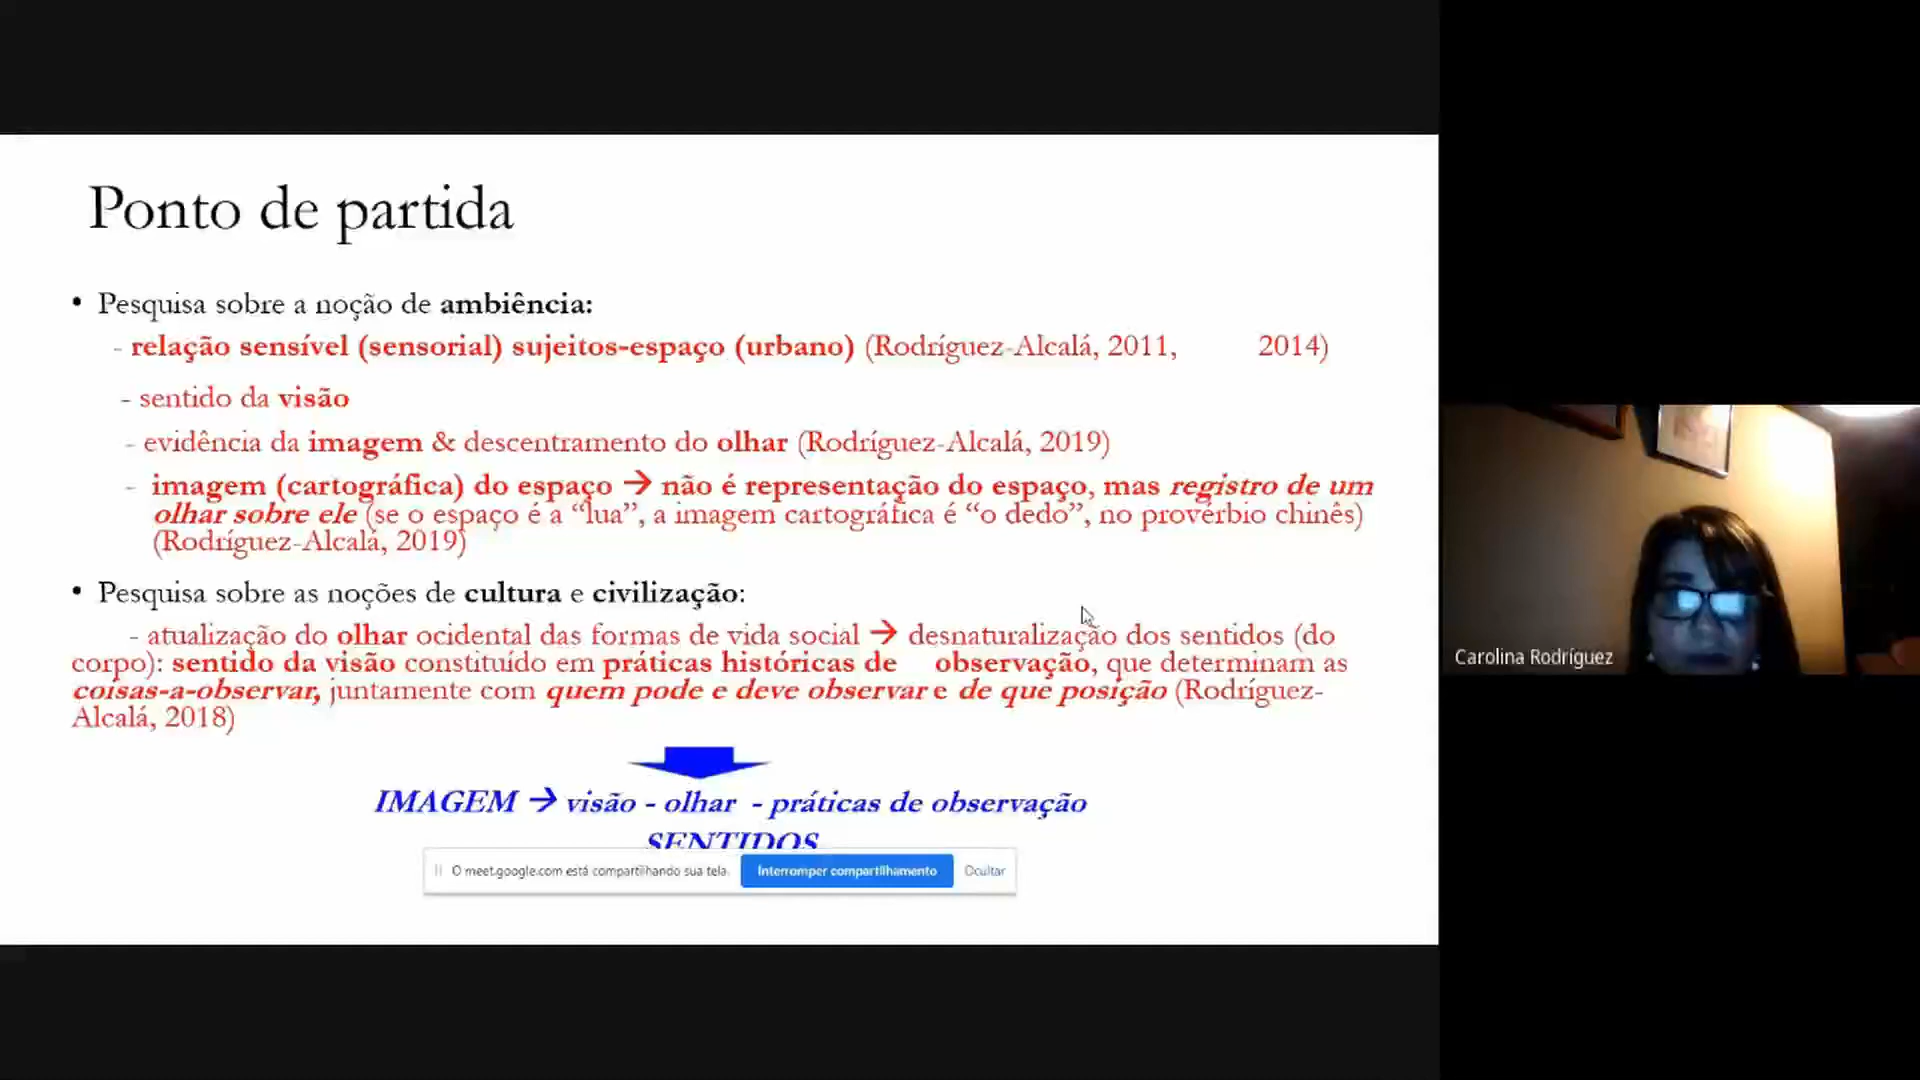 Ponto de partida
• Pesquisa sobre a noção de ambiência:
- relação sensível (sensorial) sujeitos-espaço (urbano) (Rodríguez-Alcalá, 2011, 2014)
- sentido da visão
- evidência da imagem & descentramento do olhar (Rodríguez-Alcalá, 2019)
- imagem (cartográfica) do espaço → não é representação do espaço, mas registro de um
olhar sobre ele (se o espaço é a “lua”, a imagem cartográfica é “o dedo”, no provérbio chinês)
(Rodríguez-Alcalá, 2019)
• Pesquisa sobre as noções de cultura e civilização:
- atualização do olhar ocidental das formas de vida social → desnaturalização dos sentidos (do
corpo): sentido da visão constituído em práticas históricas de observação, que determinam as
coisas-a-observar, juntamente com quem pode e deve observar e de que posição (Rodríguez-
Alcalá, 2018)
IMAGEM → visão - olhar - práticas de observação
SENTIDOS
O meet.google.com está compartilhando sua tela.
Interromper compartilhamento
Ocultar
Carolina Rodríguez